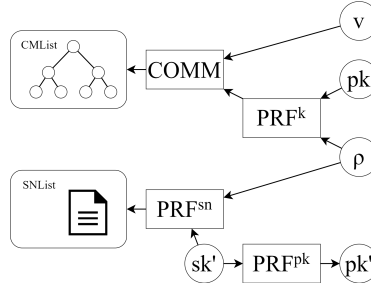 v
CMList
COMM
pk
PRF^k
ρ
SNList
PRF^sn
sk'
PRF^pk
pk'